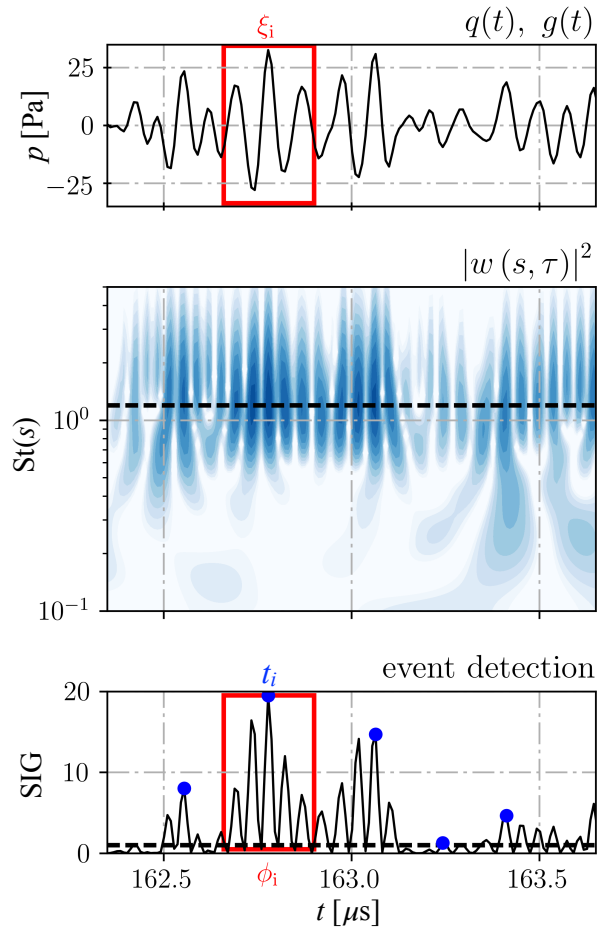 q(t), g(t)
ξi
25
0
−25
p [Pa]
|w (s, τ)|²
10⁰
10⁻¹
St(s)
event detection
ti
20
10
0
SIG
ϕi
162.5 163.0 163.5
t [μs]